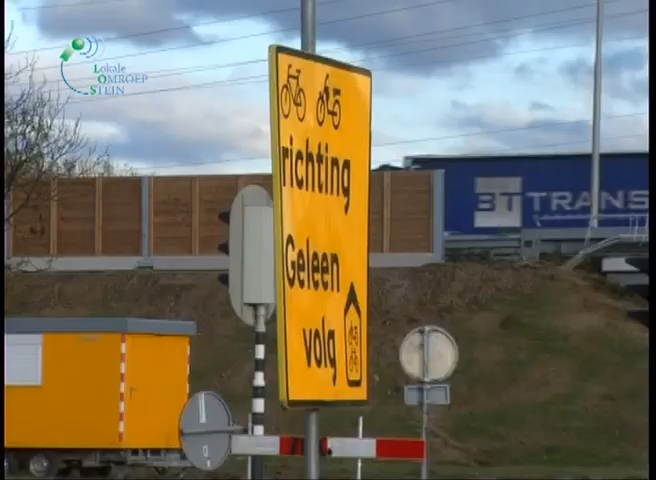 Lokale
OMROEP
STEIN
richting
Geleen
volg
BT TRANS